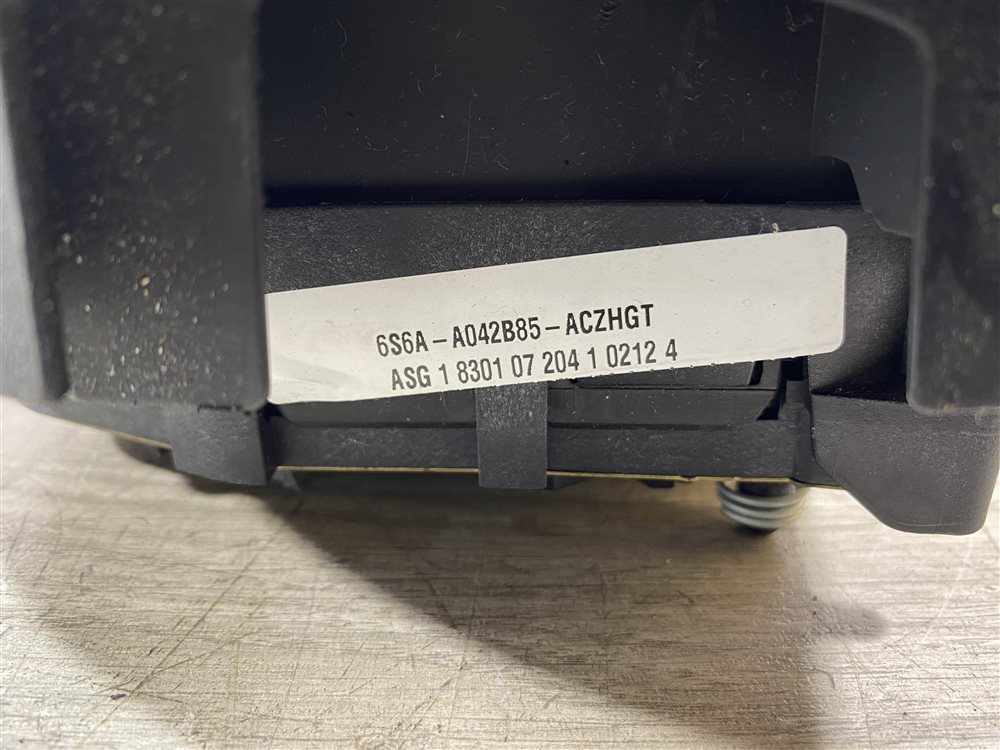 6S6A-A042B85-ACZHGT
ASG 1 8301 07 204 1 0212 4